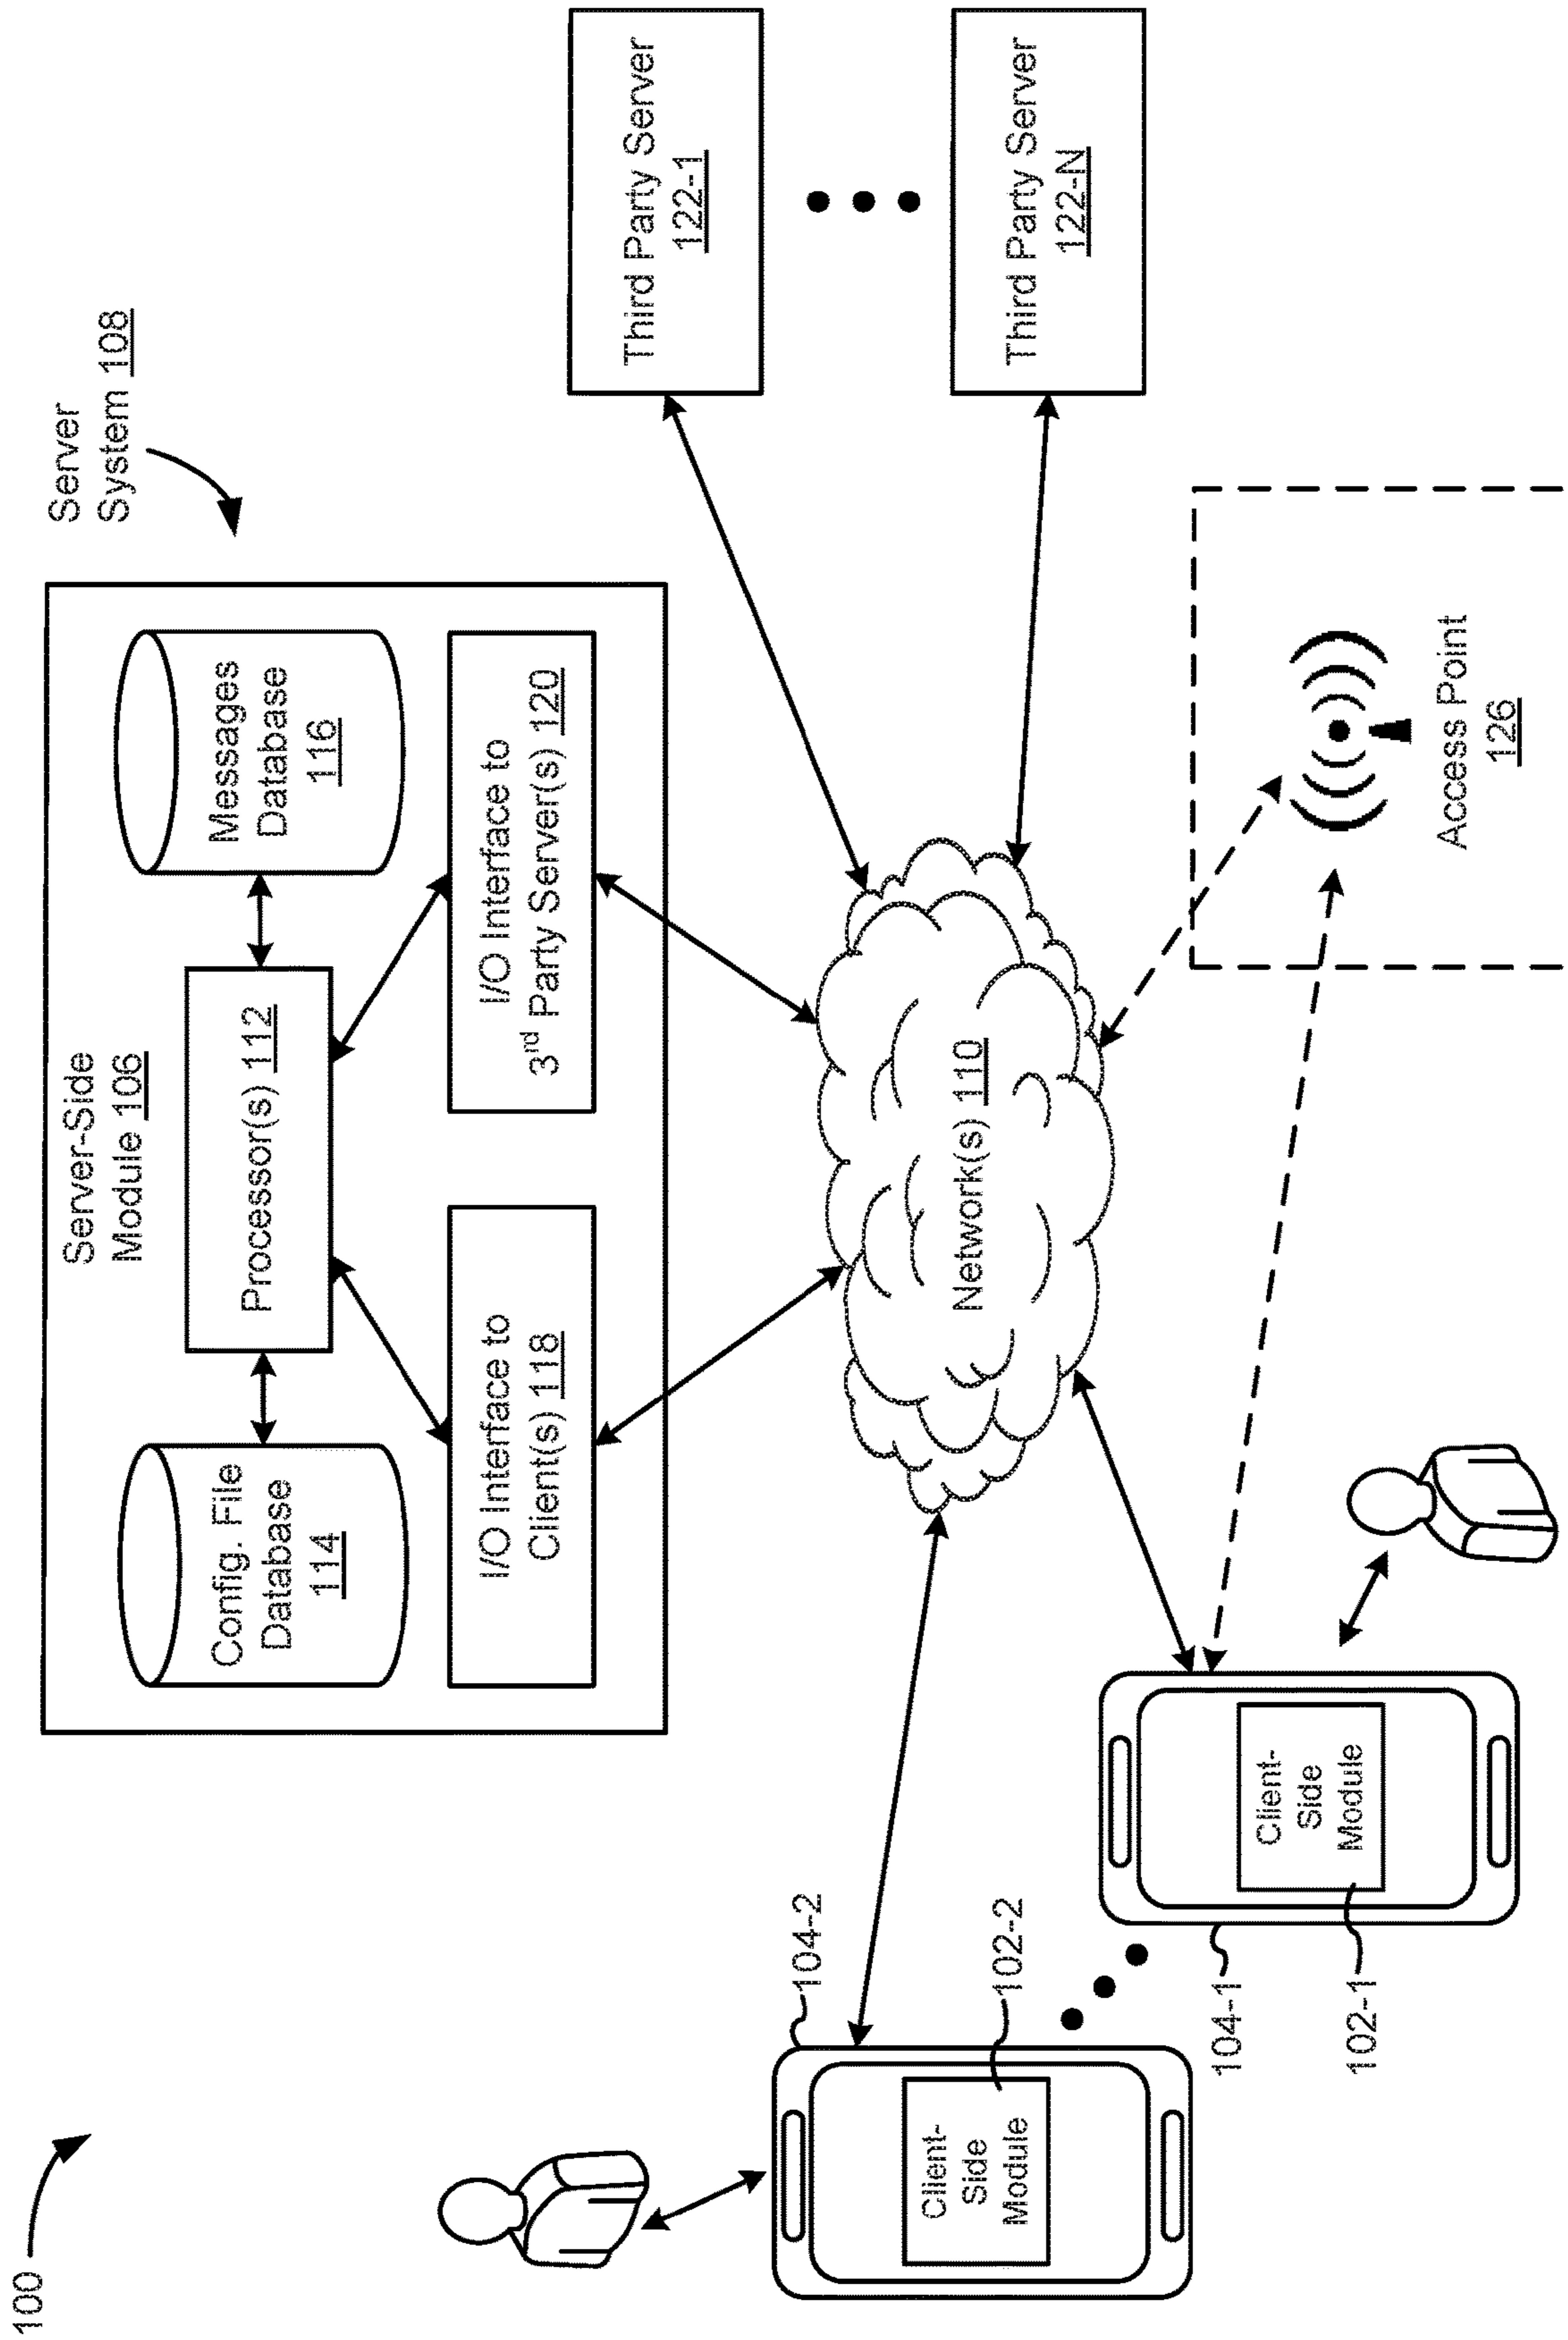 100
Server
System 108
Server-Side
Module 106
Config. File
Database
114
Processor(s) 112
Messages
Database
116
I/O Interface to
Client(s) 118
I/O Interface to
3rd Party Server(s) 120
Third Party Server
122-1
Third Party Server
122-N
Network(s) 110
104-2
Client-
Side
Module
102-2
104-1
Client-
Side
Module
102-1
Access Point
126